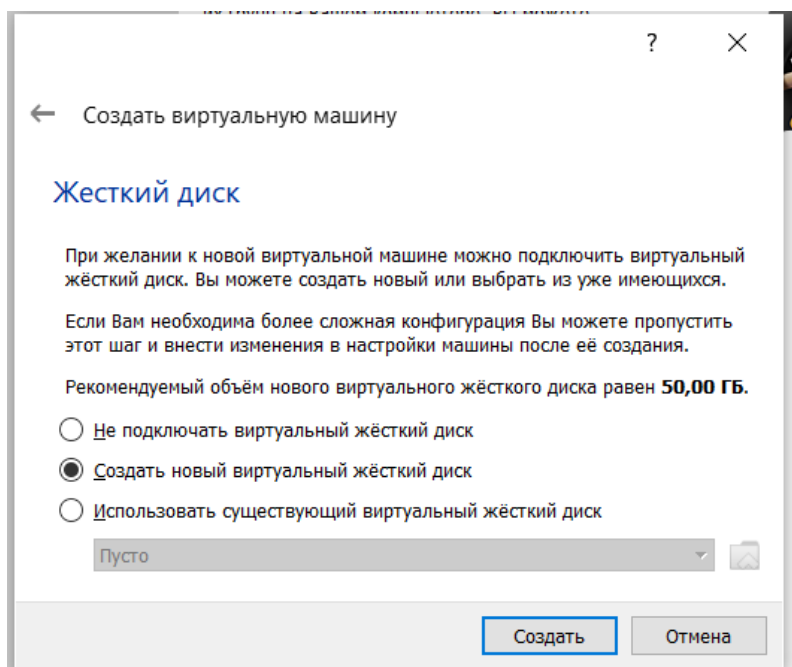 ?
Создать виртуальную машину
Жесткий диск
При желании к новой виртуальной машине можно подключить виртуальный
жёсткий диск. Вы можете создать новый или выбрать из уже имеющихся.
Если Вам необходима более сложная конфигурация Вы можете пропустить
этот шаг и внести изменения в настройки машины после её создания.
Рекомендуемый объём нового виртуального жёсткого диска равен 50,00 ГБ.
Не подключать виртуальный жёсткий диск
Создать новый виртуальный жёсткий диск
Использовать существующий виртуальный жёсткий диск
Пусто
Создать
Отмена